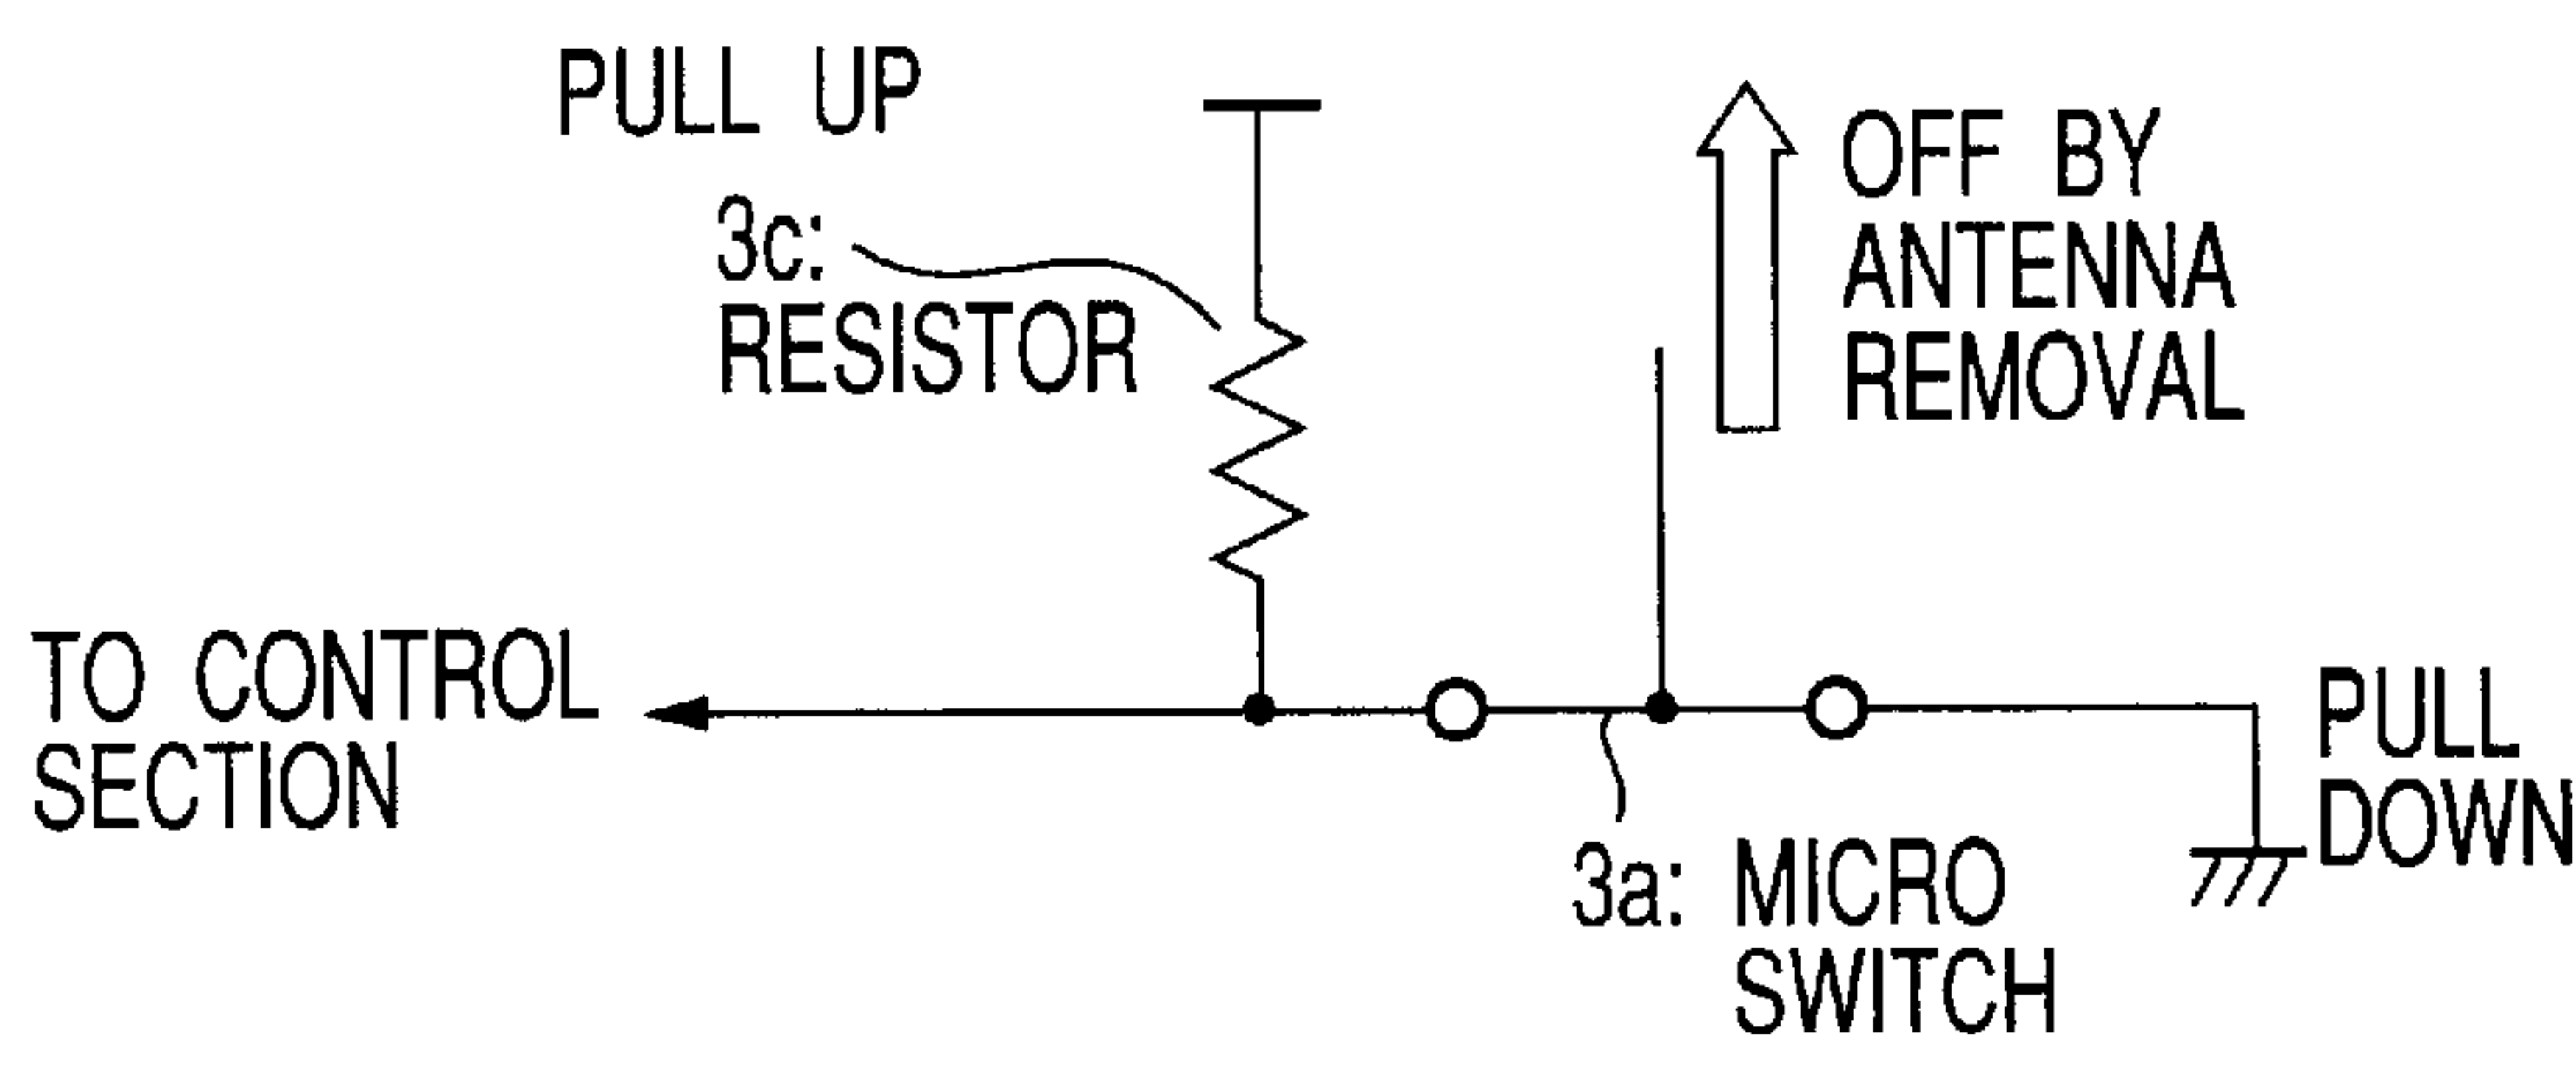 PULL UP
3c:
RESISTOR
OFF BY
ANTENNA
REMOVAL
TO CONTROL
SECTION
3a: MICRO
SWITCH
PULL
DOWN